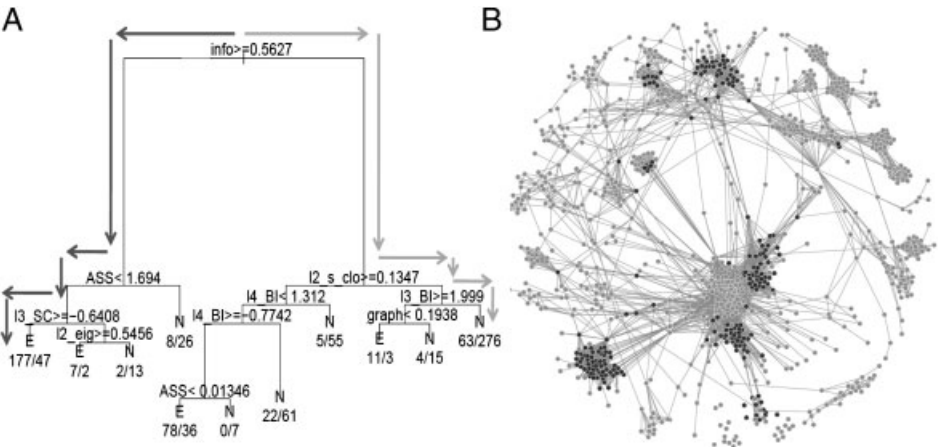 A
B
info>=0.5627
ASS< 1.694
l2_s_clo>=0.1347
l3_SC>=−0.6408
l4_BI< 1.312
l3_BI>=1.999
l2_eig>=0.5456
l4_BI>=−0.7742
graph< 0.1938
E
177/47
E
7/2
N
2/13
N
8/26
ASS< 0.01346
E
78/36
N
0/7
N
22/61
N
5/55
E
11/3
N
4/15
N
63/276